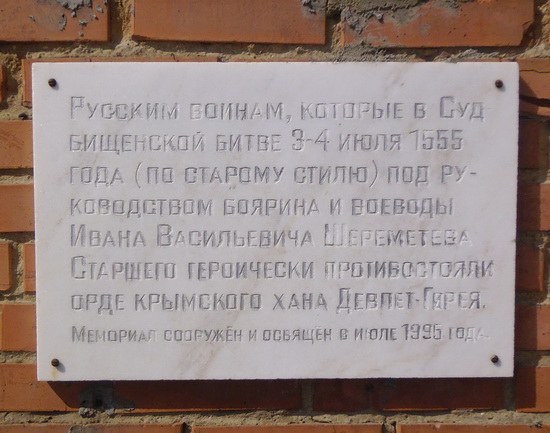 Русским воинам, которые в Суд
бищенской битве 3-4 июля 1555
года (по старому стилю) под ру-
ководством боярина и воеводы
Ивана Васильевича Шереметева
Старшего героически противостояли
орде крымского хана Девлет-Гирея.
Мемориал сооружён и освящён в июле 1995 года.